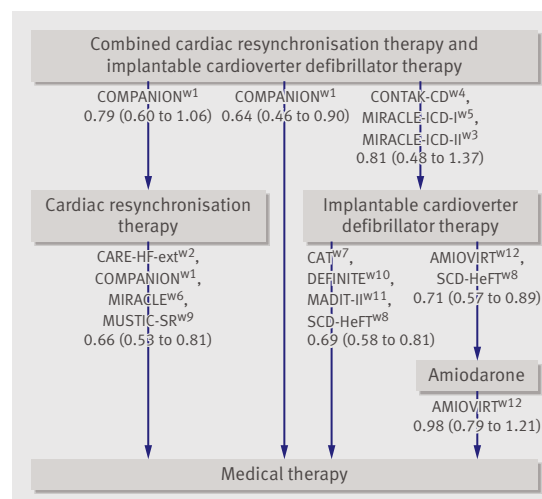 Combined cardiac resynchronisation therapy and
implantable cardioverter defibrillator therapy
COMPANIONw1
0.79 (0.60 to 1.06)
COMPANIONw1
0.64 (0.46 to 0.90)
CONTAK-CDw4,
MIRACLE-ICD-Iw5,
MIRACLE-ICD-IIw3
0.81 (0.48 to 1.37)
Cardiac resynchronisation
therapy
Implantable cardioverter
defibrillator therapy
CARE-HF-extw2,
COMPANIONw1,
MIRACLEw6,
MUSTIC-SRw9
0.66 (0.53 to 0.81)
CATw7,
DEFINITEw10,
MADIT-IIw11,
SCD-HeFTw8
0.69 (0.58 to 0.81)
AMIOVIRTw12,
SCD-HeFTw8
0.71 (0.57 to 0.89)
Amiodarone
AMIOVIRTw12
0.98 (0.79 to 1.21)
Medical therapy